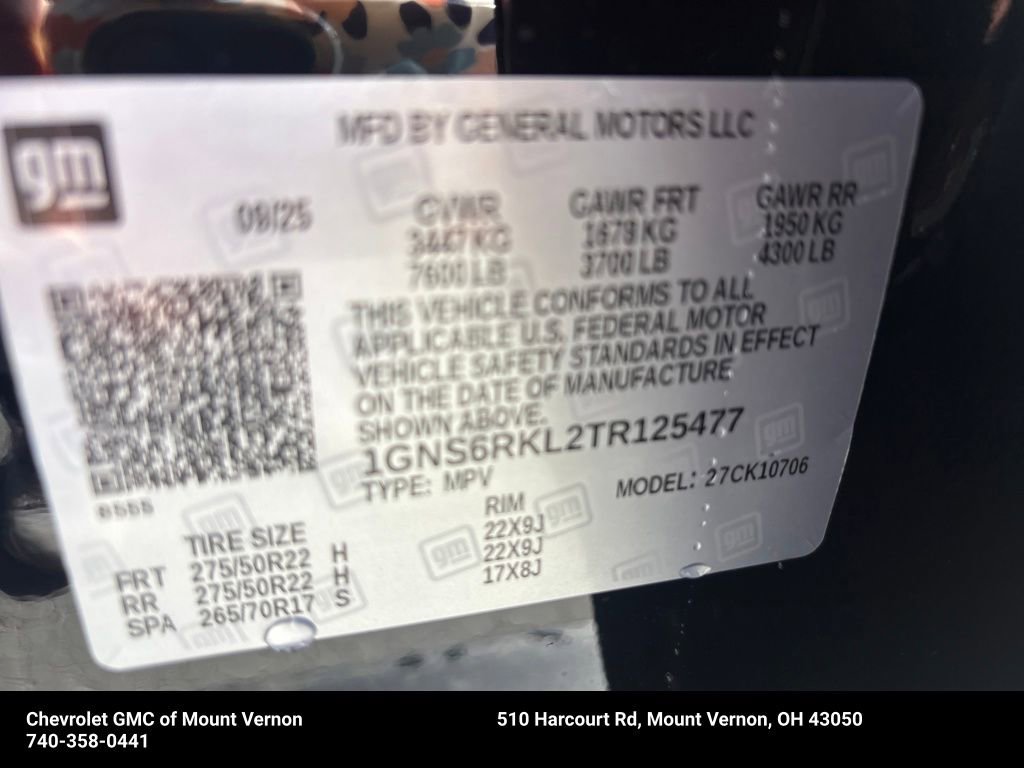 MFD BY GENERAL MOTORS LLC
gm
09/25
GVWR GAWR FRT GAWR RR
3447 KG 1678 KG 1950 KG
7600 LB 3700 LB 4300 LB
THIS VEHICLE CONFORMS TO ALL
APPLICABLE U.S. FEDERAL MOTOR
VEHICLE SAFETY STANDARDS IN EFFECT
ON THE DATE OF MANUFACTURE
SHOWN ABOVE.
1GNS6RKL2TR125477
TYPE: MPV MODEL: 27CK10706
TIRE SIZE RIM
FRT 275/50R22 H 22X9J
RR 275/50R22 H 22X9J
SPA 265/70R17 S 17X8J
Chevrolet GMC of Mount Vernon 510 Harcourt Rd, Mount Vernon, OH 43050
740-358-0441